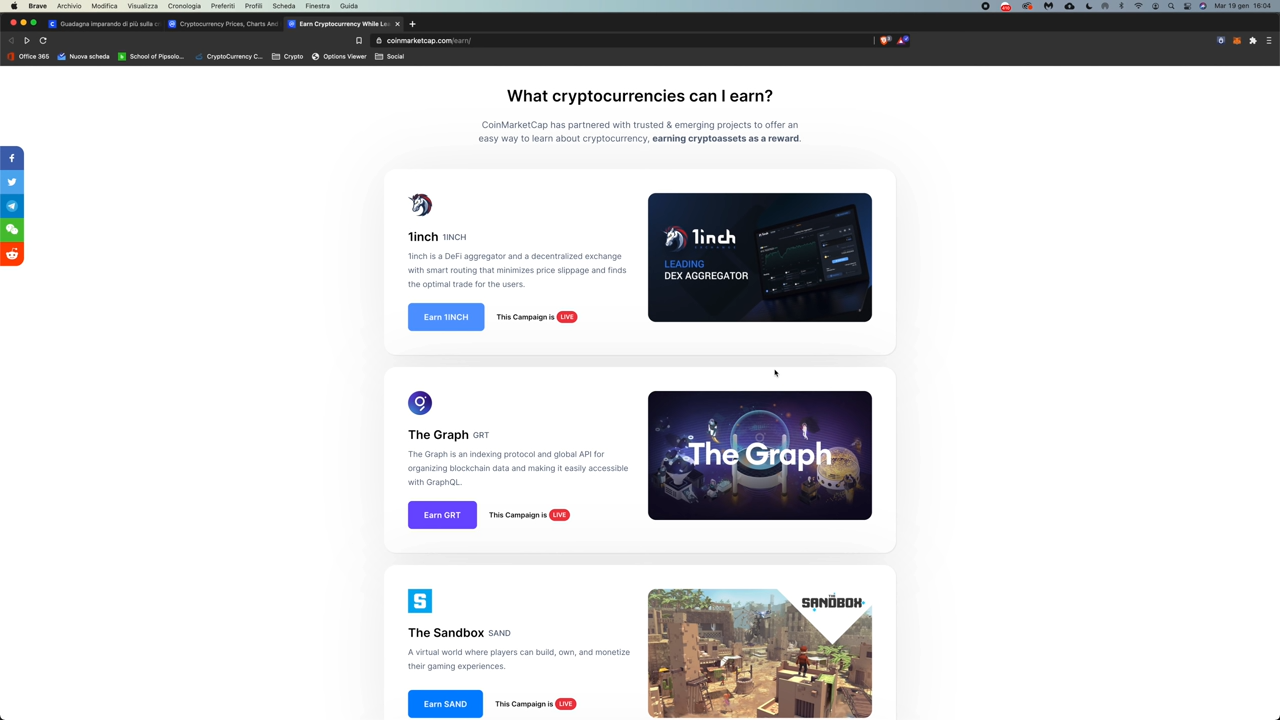 Brave Archivio Modifica Visualizza Cronologia Preferiti Profili Scheda Finestra Guida
Mar 19 gen 16:04
Guadagna imparando di più sulla cr
Cryptocurrency Prices, Charts And
Earn Cryptocurrency While Lea
coinmarketcap.com/earn/
Office 365 Nuova scheda School of Pipsolo... CryptoCurrency C... Crypto Options Viewer Social
What cryptocurrencies can I earn?
CoinMarketCap has partnered with trusted & emerging projects to offer an
easy way to learn about cryptocurrency, earning cryptoassets as a reward.
1inch 1INCH
1inch is a DeFi aggregator and a decentralized exchange
with smart routing that minimizes price slippage and finds
the optimal trade for the users.
Earn 1INCH This Campaign is LIVE
1inch
LEADING
DEX AGGREGATOR
The Graph GRT
The Graph is an indexing protocol and global API for
organizing blockchain data and making it easily accessible
with GraphQL.
Earn GRT This Campaign is LIVE
The Graph
S
The Sandbox SAND
A virtual world where players can build, own, and monetize
their gaming experiences.
Earn SAND This Campaign is LIVE
THE
SANDBOX